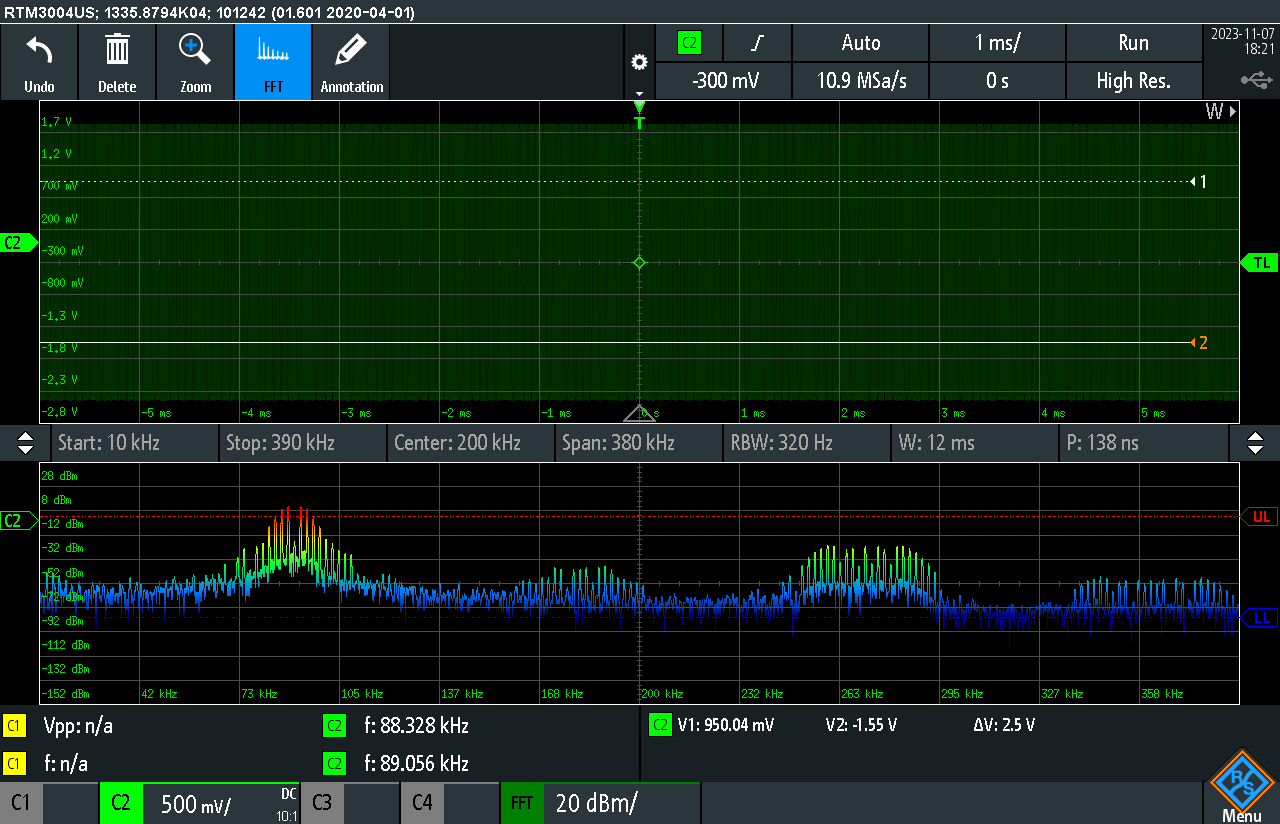 RTM3004US; 1335.8794K04; 101242 (01.601 2020-04-01)
Undo
Delete
Zoom
FFT
Annotation
C2
Auto
1 ms/
Run
2023-11-07
18:21
-300 mV
10.9 MSa/s
0 s
High Res.
T
W
1.7 V
1.2 V
700 mV
1
200 mV
C2
-300 mV
TL
-800 mV
-1.3 V
-1.8 V
2
-2.3 V
-2.8 V
-5 ms
-4 ms
-3 ms
-2 ms
-1 ms
0 s
1 ms
2 ms
3 ms
4 ms
5 ms
Start: 10 kHz
Stop: 390 kHz
Center: 200 kHz
Span: 380 kHz
RBW: 320 Hz
W: 12 ms
P: 138 ns
28 dBm
8 dBm
C2
-12 dBm
UL
-32 dBm
-52 dBm
-72 dBm
-92 dBm
LL
-112 dBm
-132 dBm
-152 dBm
42 kHz
73 kHz
105 kHz
137 kHz
168 kHz
200 kHz
232 kHz
263 kHz
295 kHz
327 kHz
358 kHz
C1 Vpp: n/a
C2 f: 88.328 kHz
C2 V1: 950.04 mV
V2: -1.55 V
ΔV: 2.5 V
C1 f: n/a
C2 f: 89.056 kHz
C1
C2
500 mV/
DC
10:1
C3
C4
FFT
20 dBm/
R
S
Menu